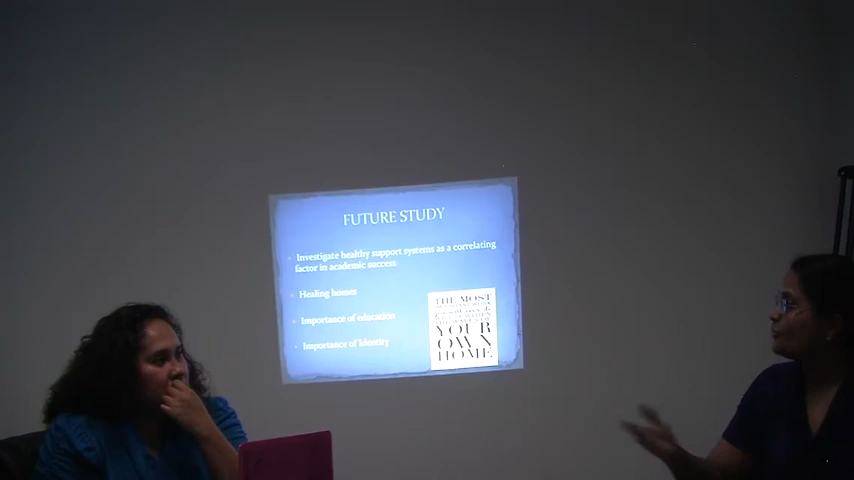 FUTURE STUDY
Investigate healthy support systems as a correlating
factor in academic success
Healing homes
Importance of education
Importance of Identity
THE MOST
YOUR
OWN
HOME